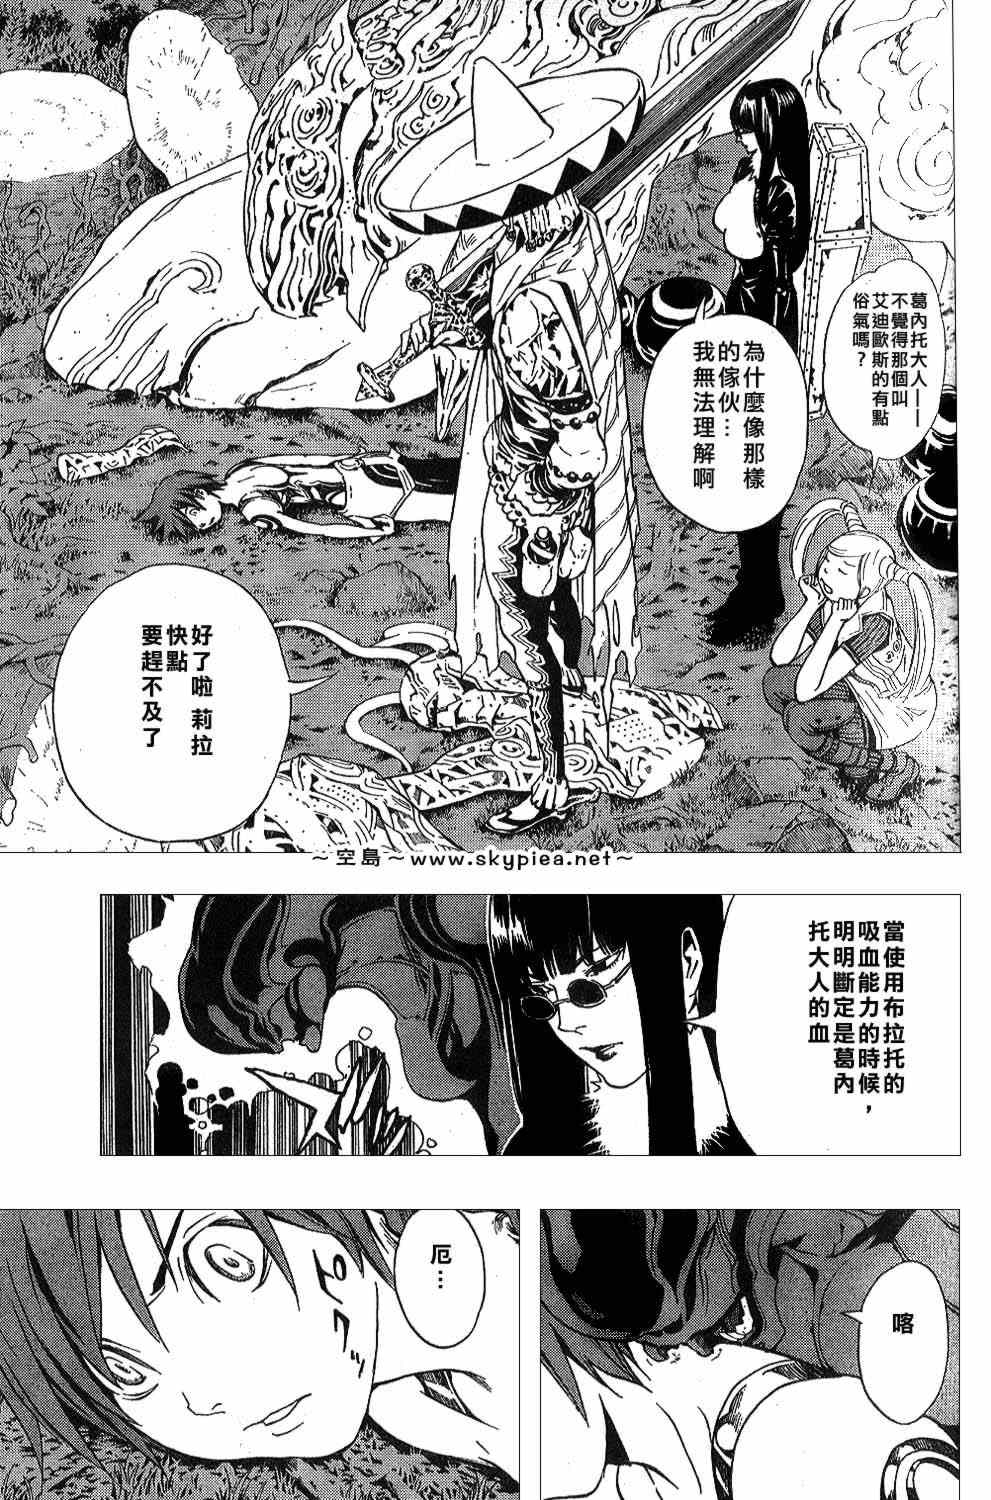 葛內托大人——
不覺得那個叫
艾迪歐斯的有點
俗氣嗎？
為什麼像那樣
的傢伙…
我無法理解啊
好了啦 莉拉
快點
要趕不及了
～空島～www.skypiea.net～
當使用布拉托的
吸血能力的時候，
明明斷定是葛內
托大人的血
喀
厄…
ピクッ